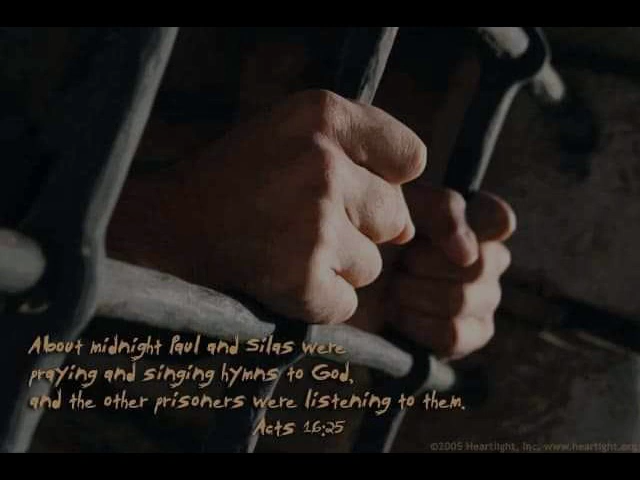 About midnight Paul and Silas were
praying and singing hymns to God,
and the other prisoners were listening to them.
Acts 16:25
©2005 Heartlight, Inc. www.heartlight.org